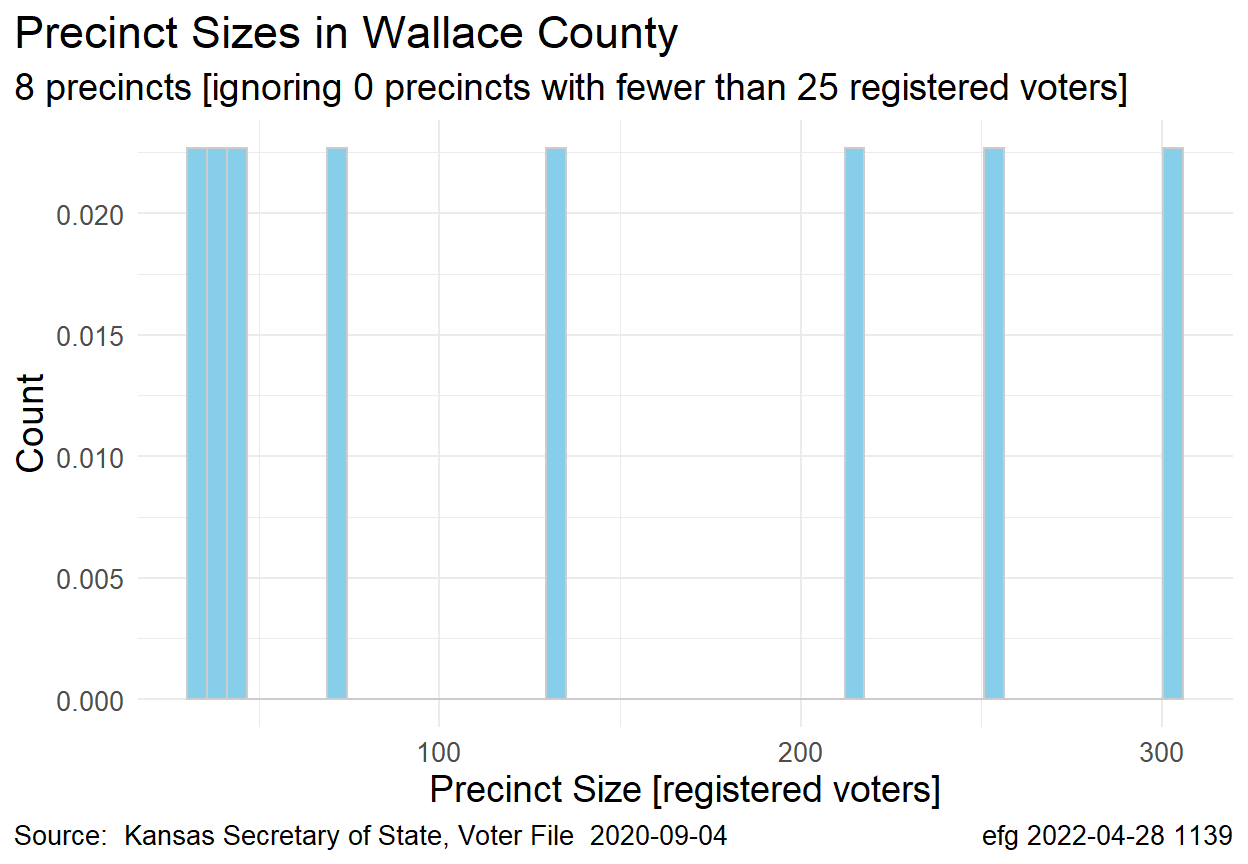 Precinct Sizes in Wallace County
8 precincts [ignoring 0 precincts with fewer than 25 registered voters]
Count
0.020
0.015
0.010
0.005
0.000
100 200 300
Precinct Size [registered voters]
Source:  Kansas Secretary of State, Voter File  2020-09-04
efg 2022-04-28 1139